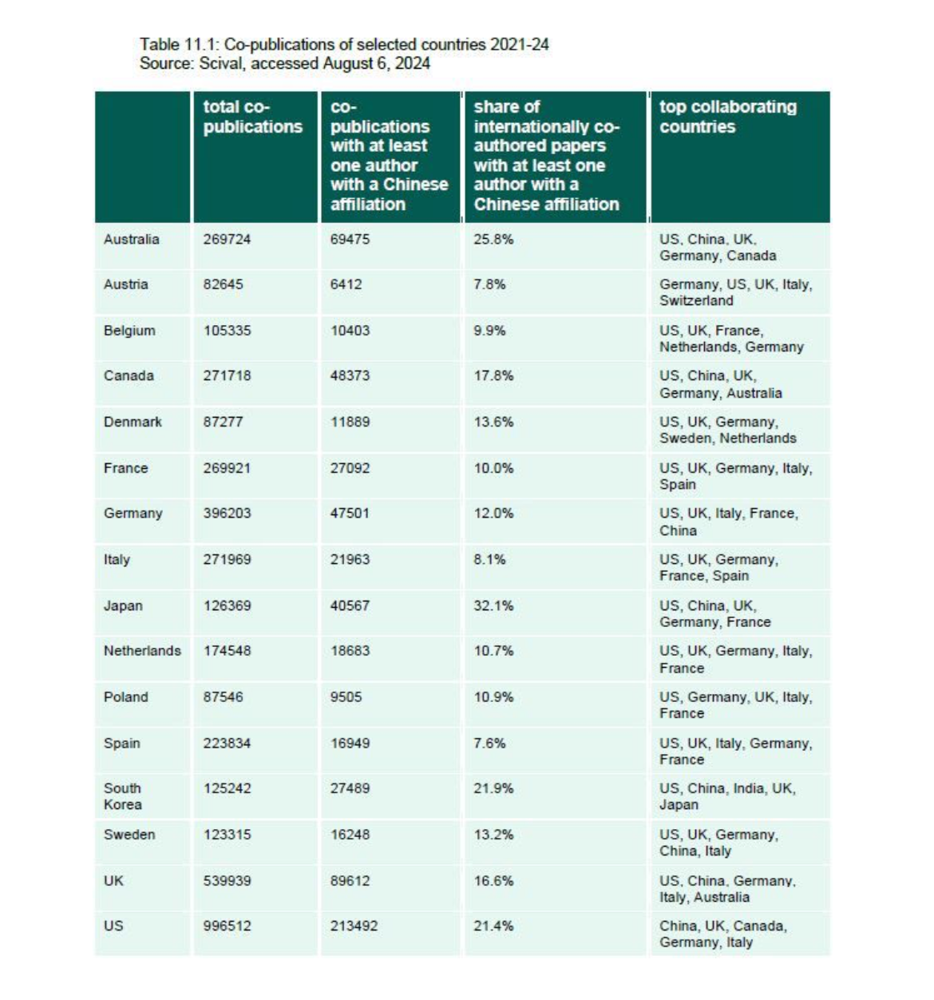 Table 11.1: Co-publications of selected countries 2021-24
Source: Scival, accessed August 6, 2024
total co-
publications
co-
publications
with at least
one author
with a Chinese
affiliation
share of
internationally co-
authored papers
with at least one
author with a
Chinese affiliation
top collaborating
countries
Australia 269724 69475 25.8% US, China, UK,
Germany, Canada
Austria 82645 6412 7.8% Germany, US, UK, Italy,
Switzerland
Belgium 105335 10403 9.9% US, UK, France,
Netherlands, Germany
Canada 271718 48373 17.8% US, China, UK,
Germany, Australia
Denmark 87277 11889 13.6% US, UK, Germany,
Sweden, Netherlands
France 269921 27092 10.0% US, UK, Germany, Italy,
Spain
Germany 396203 47501 12.0% US, UK, Italy, France,
China
Italy 271969 21963 8.1% US, UK, Germany,
France, Spain
Japan 126369 40567 32.1% US, China, UK,
Germany, France
Netherlands 174548 18683 10.7% US, UK, Germany, Italy,
France
Poland 87546 9505 10.9% US, Germany, UK, Italy,
France
Spain 223834 16949 7.6% US, UK, Italy, Germany,
France
South 125242 27489 21.9% US, China, India, UK,
Korea Japan
Sweden 123315 16248 13.2% US, UK, Germany,
China, Italy
UK 539939 89612 16.6% US, China, Germany,
Italy, Australia
US 996512 213492 21.4% China, UK, Canada,
Germany, Italy